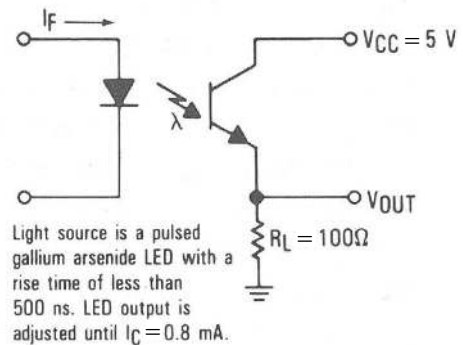 IF
VCC = 5 V
λ
VOUT
RL = 100Ω
Light source is a pulsed
gallium arsenide LED with a
rise time of less than
500 ns. LED output is
adjusted until IC = 0.8 mA.